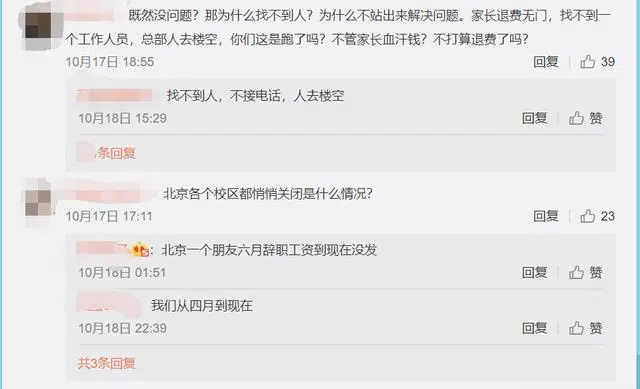 既然没问题？那为什么找不到人？为什么不站出来解决问题。家长退费无门，找不到一
个工作人员，总部人去楼空，你们这是跑了吗？不管家长血汗钱？不打算退费了吗？
10月17日 18:55 回复 39
找不到人，不接电话，人去楼空
10月18日 15:29 回复 赞
条回复
北京各个校区都悄悄关闭是什么情况？
10月17日 17:11 回复 23
：北京一个朋友六月辞职工资到现在没发
10月18日 01:51 回复 赞
我们从四月到现在
10月18日 22:39 回复 赞
共3条回复